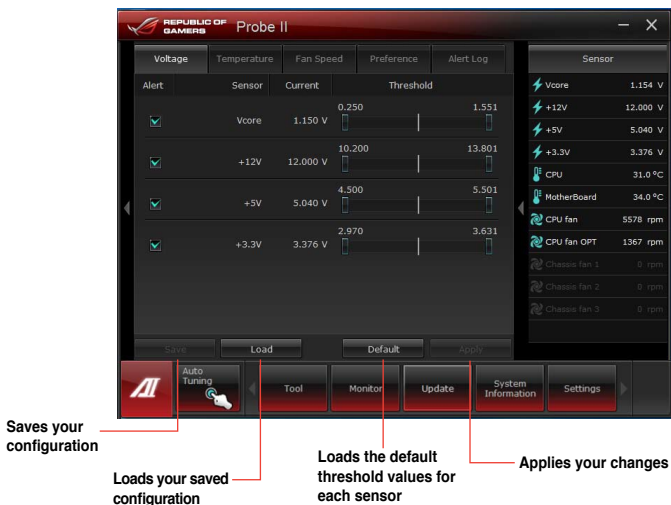 REPUBLIC OF GAMERS Probe II
Voltage Temperature Fan Speed Preference Alert Log
Alert Sensor Current Threshold
Vcore 1.150 V 0.250 1.551
+12V 12.000 V 10.200 13.801
+5V 5.040 V 4.500 5.501
+3.3V 3.376 V 2.970 3.631
Save Load Default Apply
Sensor
Vcore 1.154 V
+12V 12.000 V
+5V 5.040 V
+3.3V 3.376 V
CPU 31.0 °C
MotherBoard 34.0 °C
CPU fan 5578 rpm
CPU fan OPT 1367 rpm
Chassis fan 1 0 rpm
Chassis fan 2 0 rpm
Chassis fan 3 0 rpm
Auto Tuning
Tool
Monitor
Update
System Information
Settings
Saves your
configuration
Loads your saved
configuration
Loads the default
threshold values for
each sensor
Applies your changes